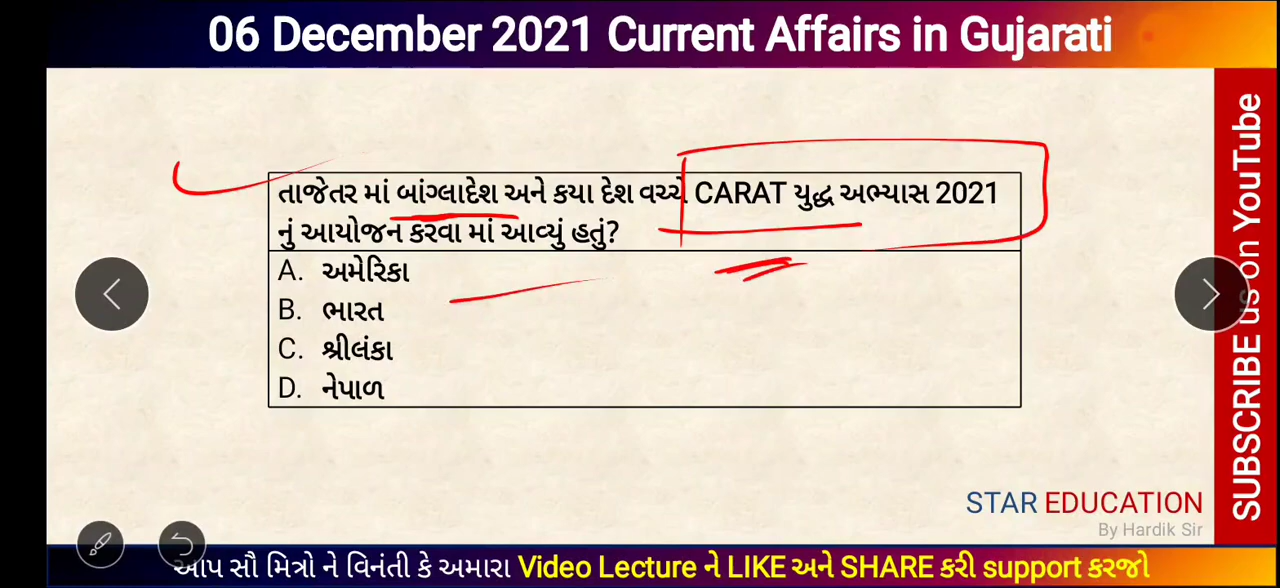 06 December 2021 Current Affairs in Gujarati
તાજેતર માં બાંગ્લાદેશ અને કયા દેશ વચ્ચે CARAT યુદ્ધ અભ્યાસ 2021
નું આયોજન કરવા માં આવ્યું હતું?
A. અમેરિકા
B. ભારત
C. શ્રીલંકા
D. નેપાળ
SUBSCRIBE us on YouTube
STAR EDUCATION
By Hardik Sir
આપ સૌ મિત્રો ને વિનંતી કે અમારા Video Lecture ને LIKE અને SHARE કરી support કરજો